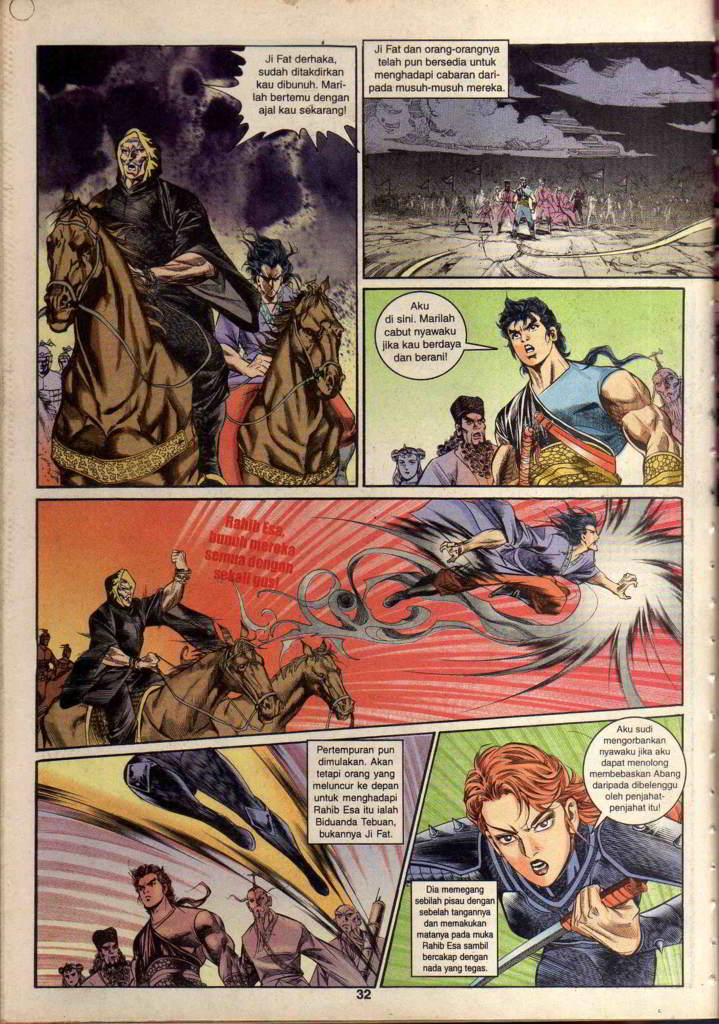 Ji Fat derhaka,
sudah ditakdirkan
kau dibunuh. Mari-
lah bertemu dengan
ajal kau sekarang!
Ji Fat dan orang-orangnya
telah pun bersedia untuk
menghadapi cabaran dari-
pada musuh-musuh mereka.
Aku
di sini. Marilah
cabut nyawaku
jika kau berdaya
dan berani!
Rahib Esa,
bunuh mereka
semua dengan
sekali gus!
Pertempuran pun
dimulakan. Akan
tetapi orang yang
meluncur ke depan
untuk menghadapi
Rahib Esa itu ialah
Biduanda Tebuan,
bukannya Ji Fat.
Aku sudi
mengorbankan
nyawaku jika aku
dapat menolong
membebaskan Abang
daripada dibelenggu
oleh penjahat-
penjahat itu!
Dia memegang
sebilah pisau dengan
sebelah tangannya
dan memakukan
matanya pada muka
Rahib Esa sambil
bercakap dengan
nada yang tegas.
32